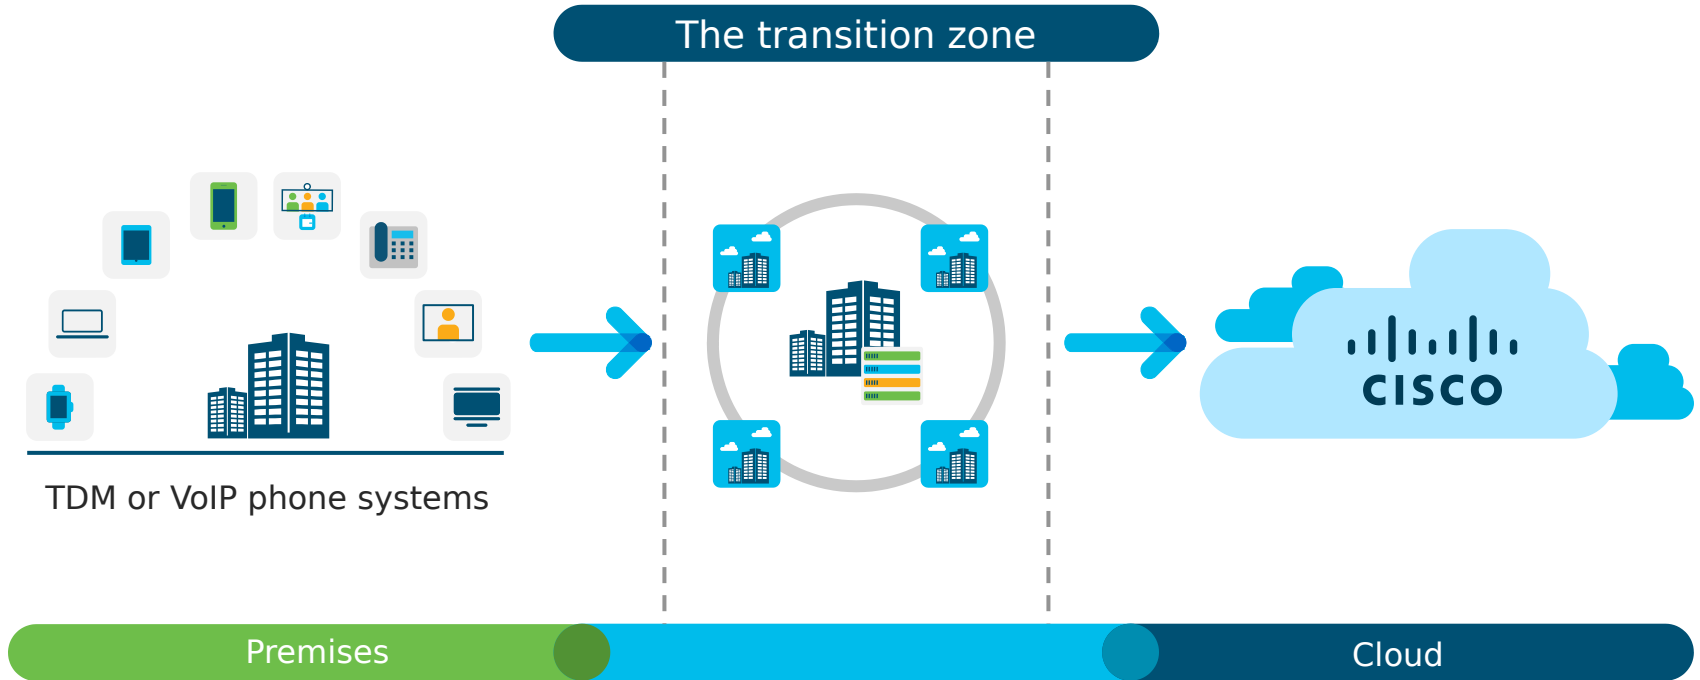 The transition zone
CISCO
TDM or VoIP phone systems
Premises
Cloud